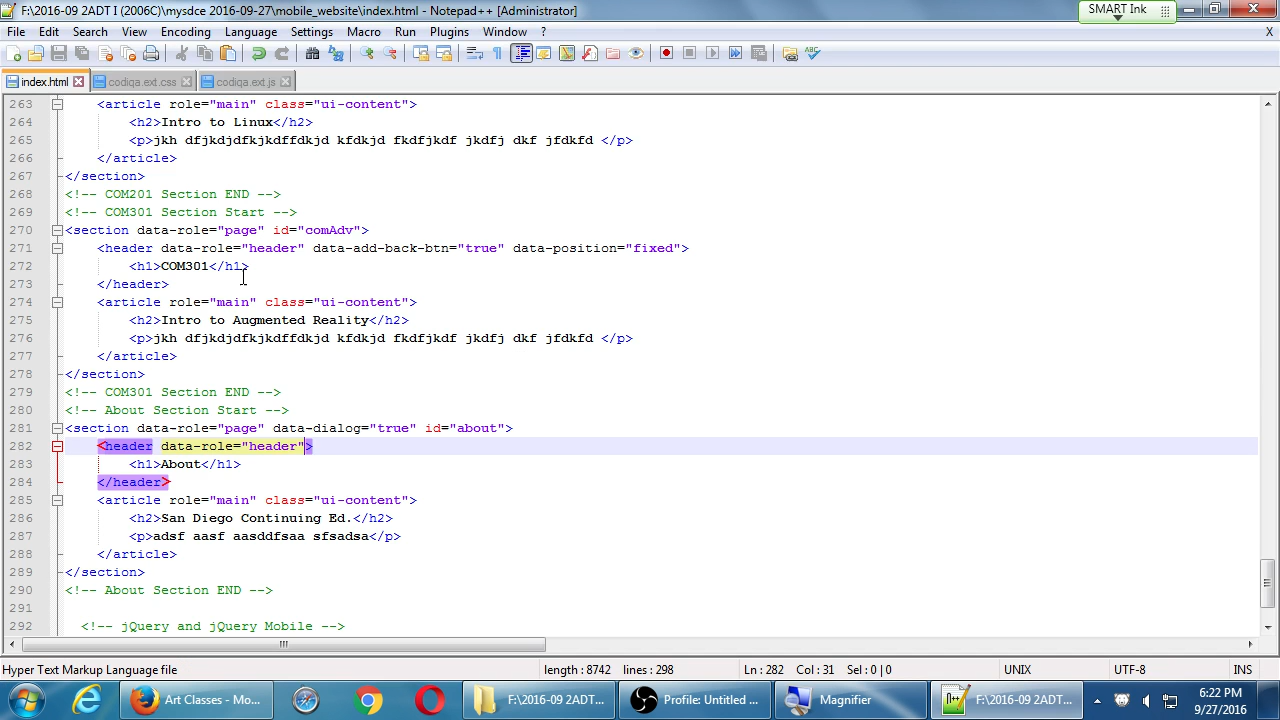 F:\2016-09 2ADT I (2006C)\mysdce 2016-09-27\mobile_website\index.html - Notepad++ [Administrator]
SMART Ink
File Edit Search View Encoding Language Settings Macro Run Plugins Window ? X
index.html codiqa.ext.css codiqa.ext.js
263 <article role="main" class="ui-content">
264 <h2>Intro to Linux</h2>
265 <p>jkh dfjkdjdfkjkdffdkjd kfdkjd fkdfjkdf jkdfj dkf jfdkfd </p>
266 </article>
267 </section>
268 <!-- COM201 Section END -->
269 <!-- COM301 Section Start -->
270 <section data-role="page" id="comAdv">
271 <header data-role="header" data-add-back-btn="true" data-position="fixed">
272 <h1>COM301</h1>
273 </header>
274 <article role="main" class="ui-content">
275 <h2>Intro to Augmented Reality</h2>
276 <p>jkh dfjkdjdfkjkdffdkjd kfdkjd fkdfjkdf jkdfj dkf jfdkfd </p>
277 </article>
278 </section>
279 <!-- COM301 Section END -->
280 <!-- About Section Start -->
281 <section data-role="page" data-dialog="true" id="about">
282 <header data-role="header">
283 <h1>About</h1>
284 </header>
285 <article role="main" class="ui-content">
286 <h2>San Diego Continuing Ed.</h2>
287 <p>adsf aasf aasddfsaa sfsadsa</p>
288 </article>
289 </section>
290 <!-- About Section END -->
291
292 <!-- jQuery and jQuery Mobile -->
Hyper Text Markup Language file length : 8742 lines : 298 Ln : 282 Col : 31 Sel : 0 | 0 UNIX UTF-8 INS
Art Classes - Mo... F:\2016-09 2ADT... Profile: Untitled ... Magnifier F:\2016-09 2ADT... 6:22 PM
9/27/2016